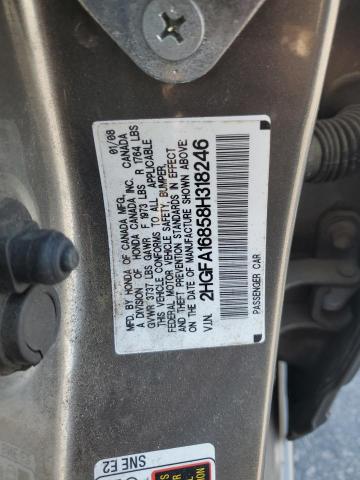 MFD. BY HONDA OF CANADA MFG. 01/08
A DIVISION OF HONDA CANADA INC. CANADA
GVWR 3737 LBS GAWR F 1973 LBS R 1764 LBS
THIS VEHICLE CONFORMS TO ALL APPLICABLE
FEDERAL MOTOR VEHICLE SAFETY, BUMPER,
AND THEFT PREVENTION STANDARDS IN EFFECT
ON THE DATE OF MANUFACTURE SHOWN ABOVE.
V.I.N. 2HGFA16858H318246
PASSENGER CAR
SNE E2